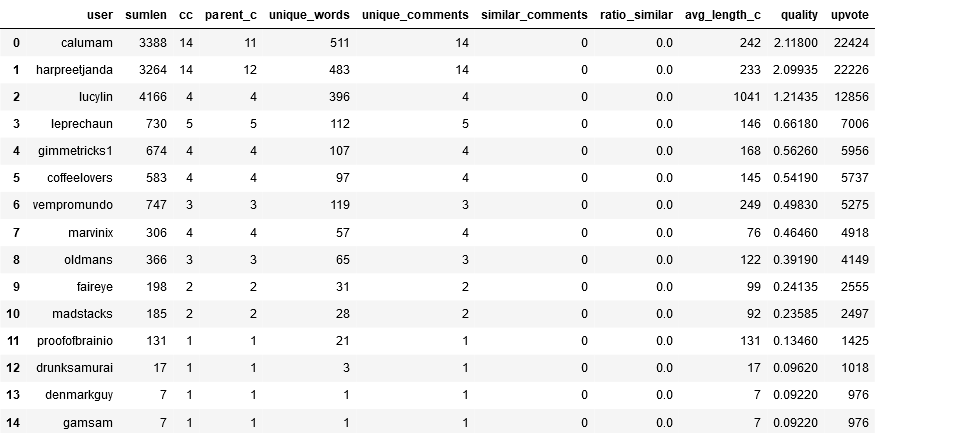 user sumlen cc parent_c unique_words unique_comments similar_comments ratio_similar avg_length_c quality upvote
0 calumam 3388 14 11 511 14 0 0.0 242 2.11800 22424
1 harpreetjanda 3264 14 12 483 14 0 0.0 233 2.09935 22226
2 lucylin 4166 4 4 396 4 0 0.0 1041 1.21435 12856
3 leprechaun 730 5 5 112 5 0 0.0 146 0.66180 7006
4 gimmetricks1 674 4 4 107 4 0 0.0 168 0.56260 5956
5 coffeelovers 583 4 4 97 4 0 0.0 145 0.54190 5737
6 vempromundo 747 3 3 119 3 0 0.0 249 0.49830 5275
7 marvinix 306 4 4 57 4 0 0.0 76 0.46460 4918
8 oldmans 366 3 3 65 3 0 0.0 122 0.39190 4149
9 faireye 198 2 2 31 2 0 0.0 99 0.24135 2555
10 madstacks 185 2 2 28 2 0 0.0 92 0.23585 2497
11 proofofbrainio 131 1 1 21 1 0 0.0 131 0.13460 1425
12 drunksamurai 17 1 1 3 1 0 0.0 17 0.09620 1018
13 denmarkguy 7 1 1 1 1 0 0.0 7 0.09220 976
14 gamsam 7 1 1 1 1 0 0.0 7 0.09220 976